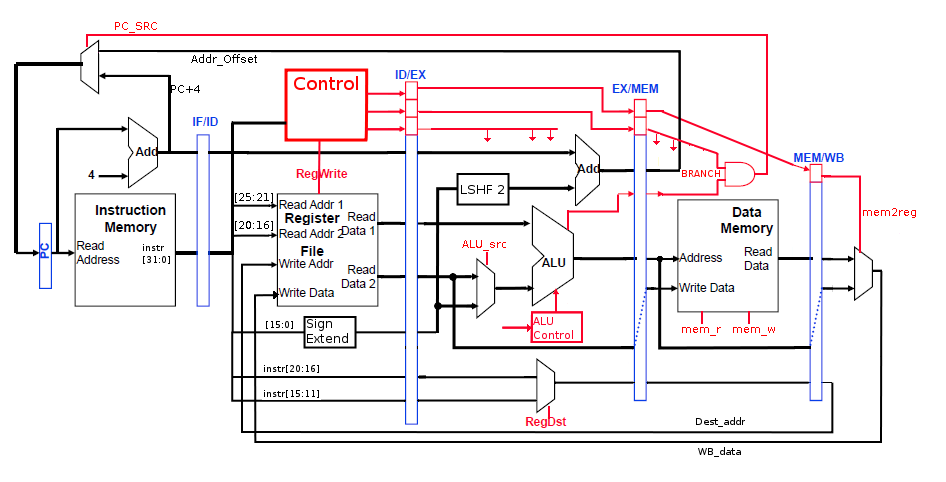 PC_SRC
Addr_Offset
PC+4
Control
ID/EX
EX/MEM
IF/ID
MEM/WB
Add
4
RegWrite
Add
BRANCH
LSHF 2
[25:21]
[20:16]
Instruction
Memory
instr
[31:0]
Read
Address
PC
Read Addr 1
Register
Read Addr 2
File
Write Addr
Write Data
Read
Data 1
Read
Data 2
ALU_src
ALU
ALU
Control
Data
Memory
Address
Read
Data
Write Data
mem_r
mem_w
mem2reg
[15:0]
Sign
Extend
instr[20:16]
instr[15:11]
RegDst
Dest_addr
WB_data